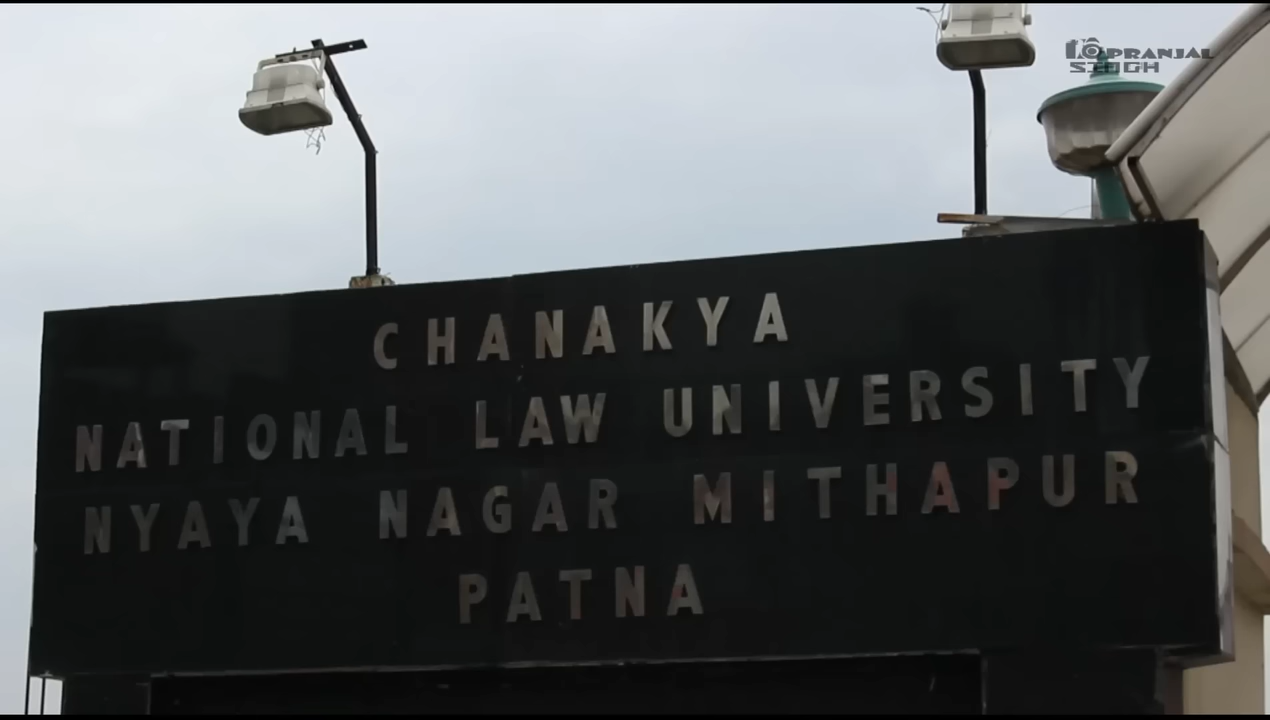 PRANJAL
SINGH
CHANAKYA
NATIONAL LAW UNIVERSITY
NYAYA NAGAR MITHAPUR
PATNA